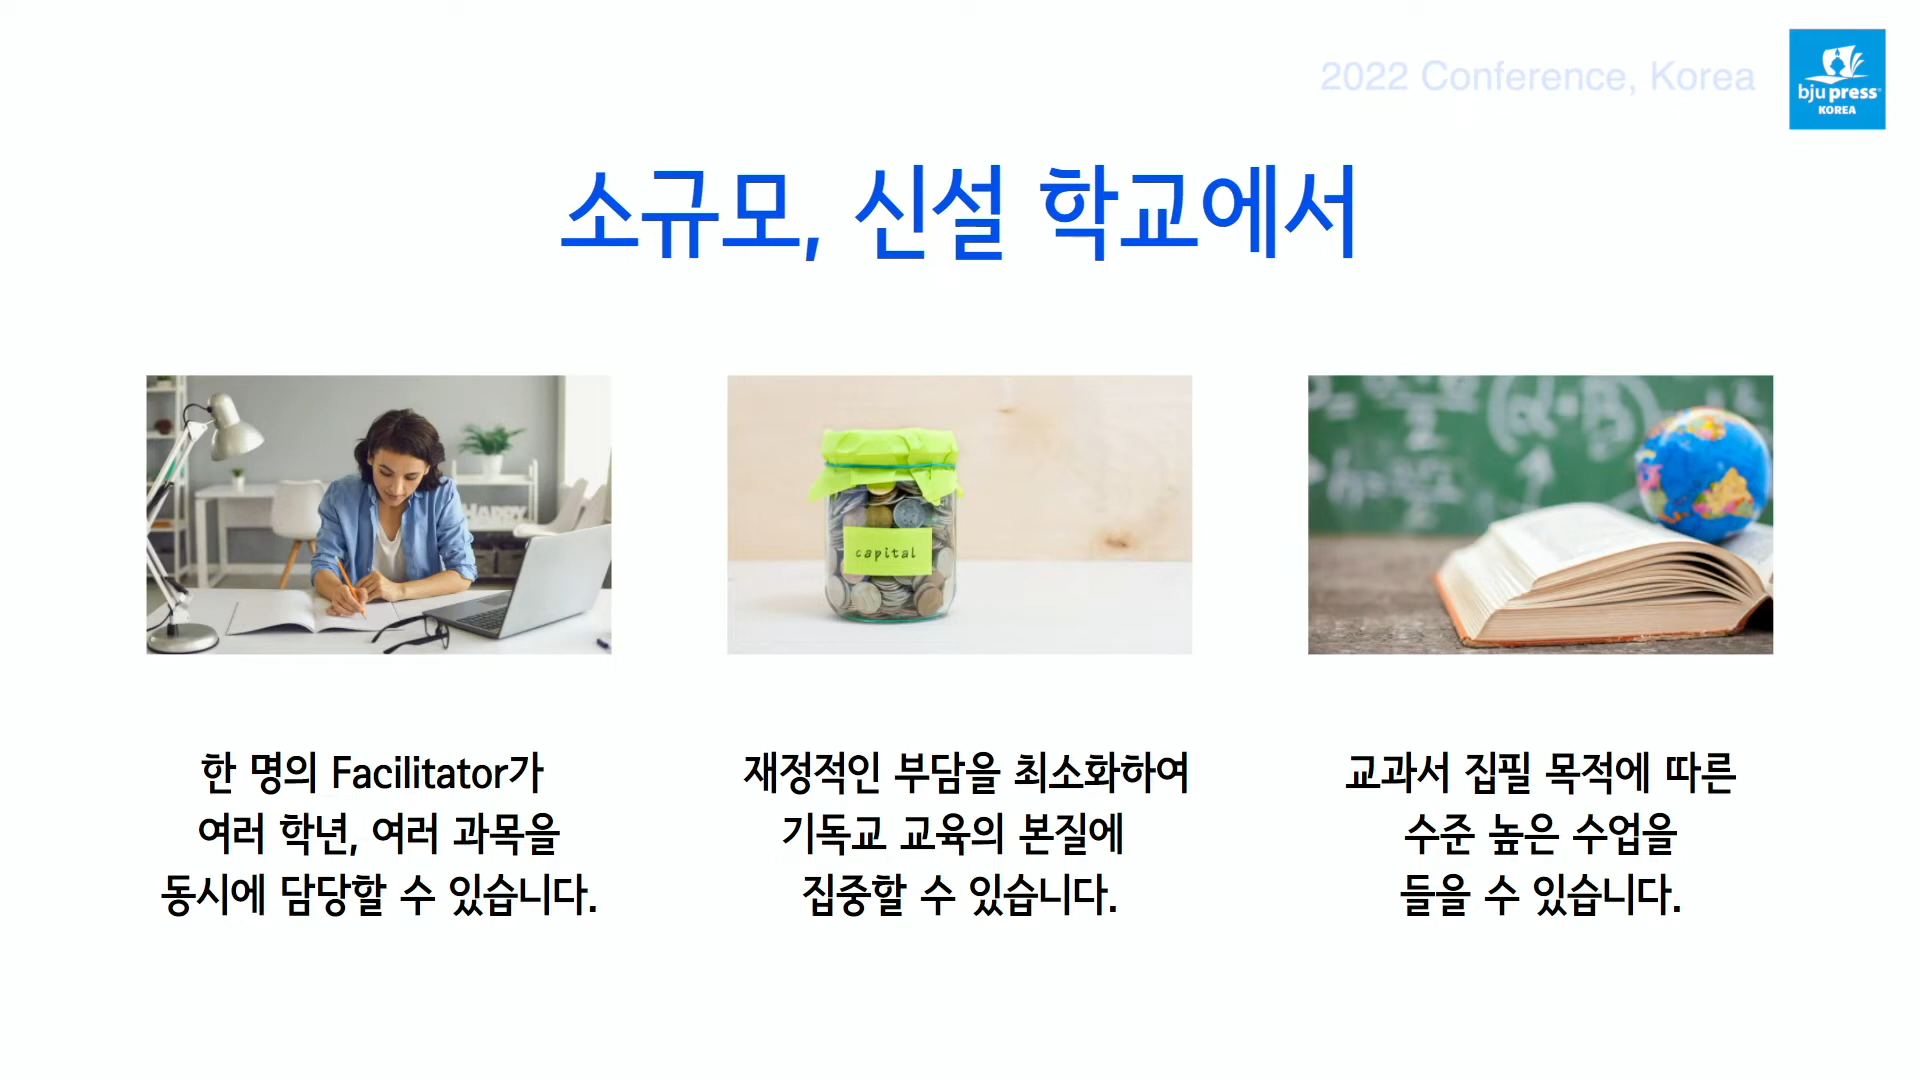 2022 Conference, Korea
bju press
KOREA
소규모, 신설 학교에서
HAPPY
capital
한 명의 Facilitator가
여러 학년, 여러 과목을
동시에 담당할 수 있습니다.
재정적인 부담을 최소화하여
기독교 교육의 본질에
집중할 수 있습니다.
교과서 집필 목적에 따른
수준 높은 수업을
들을 수 있습니다.